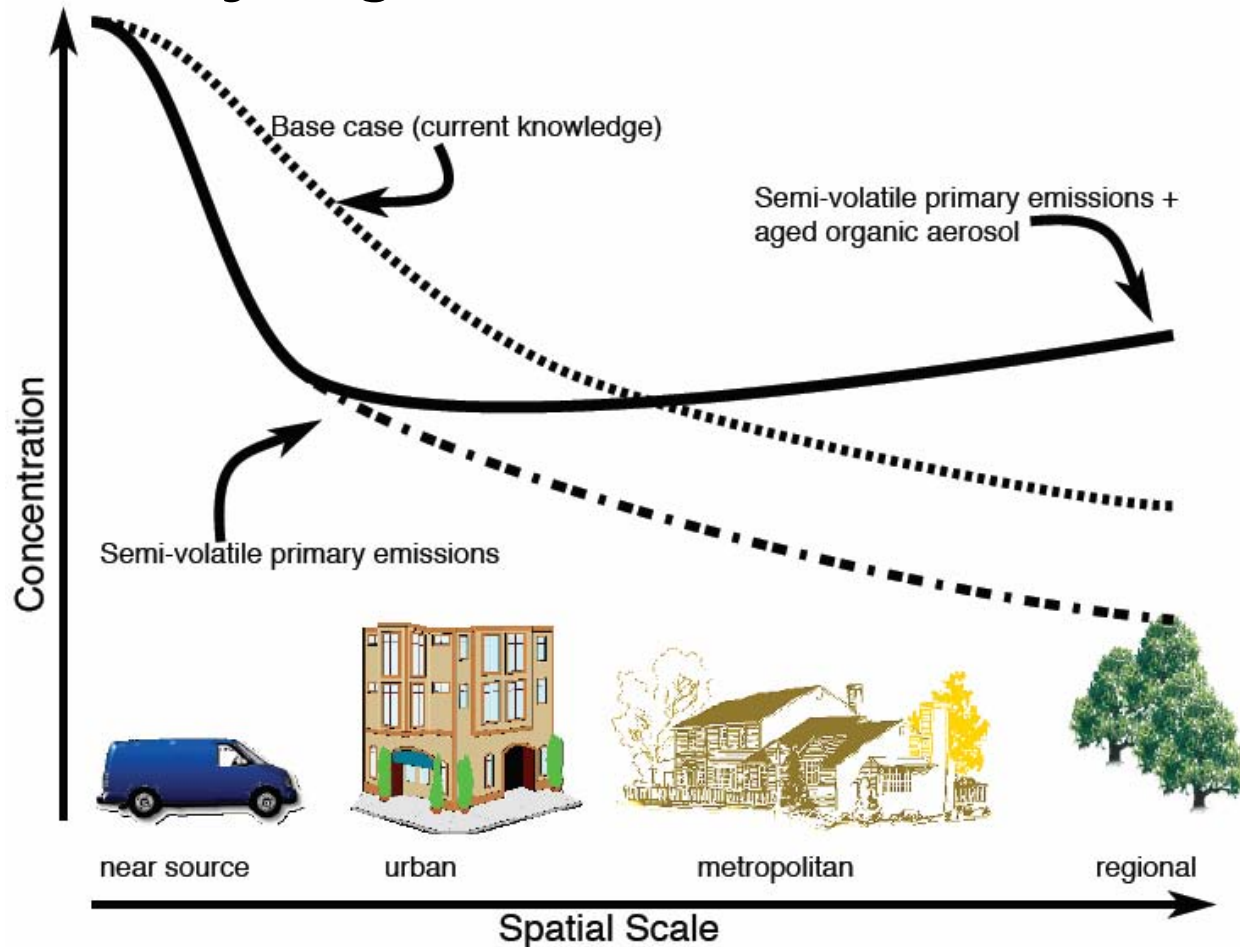 Base case (current knowledge)
Semi-volatile primary emissions +
aged organic aerosol
Concentration
Semi-volatile primary emissions
near source
urban
metropolitan
regional
Spatial Scale